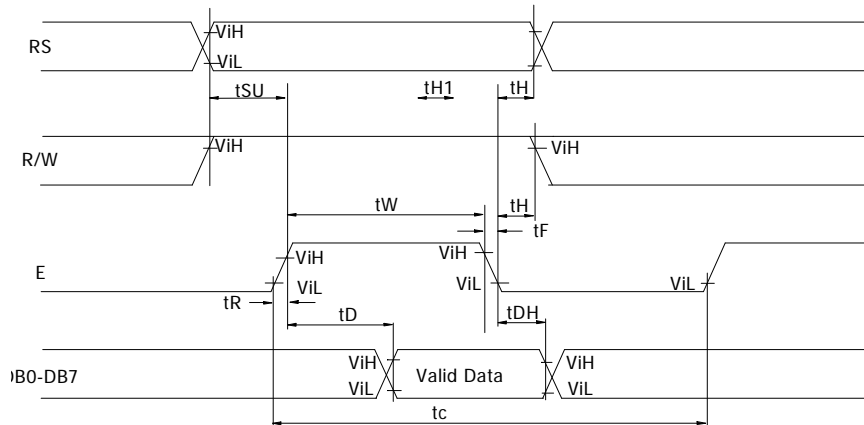 RS
ViH
ViL
tSU
tH1
tH
R/W
ViH
ViH
tW
tH
tF
E
ViH
ViH
ViL
ViL
ViL
tR
tD
tDH
DB0-DB7
ViH
ViL
Valid Data
ViH
ViL
tc